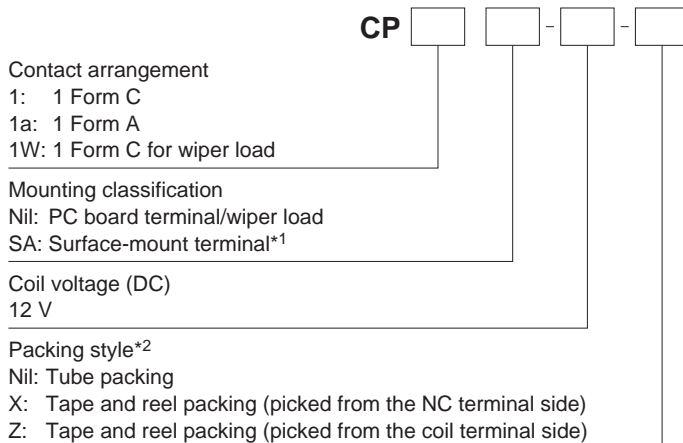 CP - -
Contact arrangement
1: 1 Form C
1a: 1 Form A
1W: 1 Form C for wiper load
Mounting classification
Nil: PC board terminal/wiper load
SA: Surface-mount terminal*1
Coil voltage (DC)
12 V
Packing style*2
Nil: Tube packing
X: Tape and reel packing (picked from the NC terminal side)
Z: Tape and reel packing (picked from the coil terminal side)